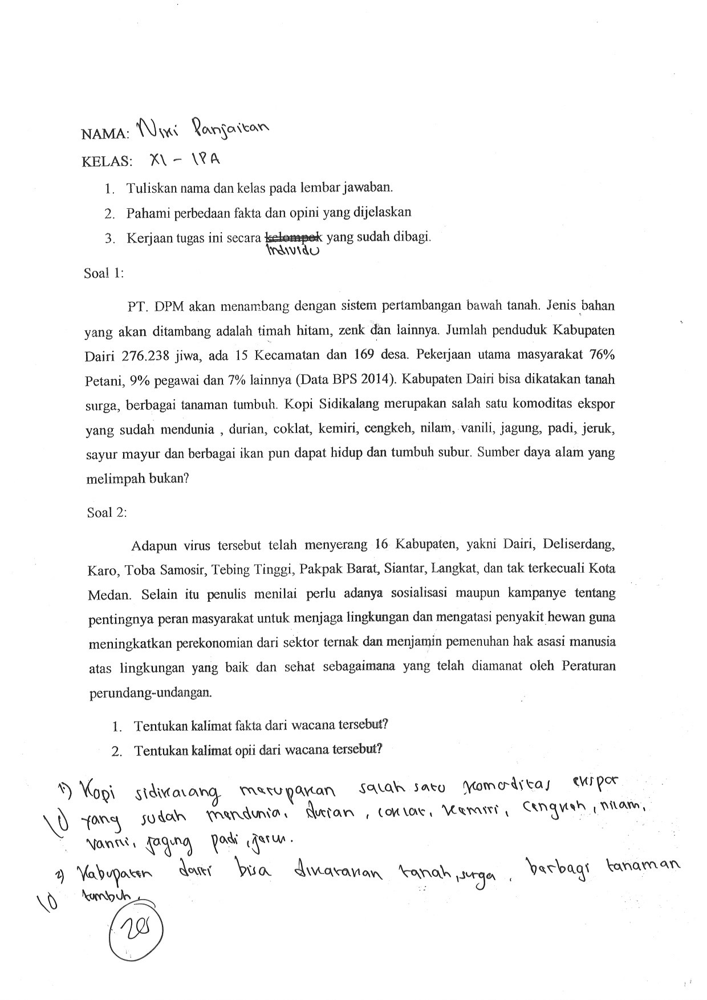 NAMA: Nixi Panjaitan
KELAS: XI - IPA
1. Tuliskan nama dan kelas pada lembar jawaban.
2. Pahami perbedaan fakta dan opini yang dijelaskan
3. Kerjaan tugas ini secara kelompok yang sudah dibagi.
Individu
Soal 1:
PT. DPM akan menambang dengan sistem pertambangan bawah tanah. Jenis bahan
yang akan ditambang adalah timah hitam, zenk dan lainnya. Jumlah penduduk Kabupaten
Dairi 276.238 jiwa, ada 15 Kecamatan dan 169 desa. Pekerjaan utama masyarakat 76%
Petani, 9% pegawai dan 7% lainnya (Data BPS 2014). Kabupaten Dairi bisa dikatakan tanah
surga, berbagai tanaman tumbuh. Kopi Sidikalang merupakan salah satu komoditas ekspor
yang sudah mendunia , durian, coklat, kemiri, cengkeh, nilam, vanili, jagung, padi, jeruk,
sayur mayur dan berbagai ikan pun dapat hidup dan tumbuh subur. Sumber daya alam yang
melimpah bukan?
Soal 2:
Adapun virus tersebut telah menyerang 16 Kabupaten, yakni Dairi, Deliserdang,
Karo, Toba Samosir, Tebing Tinggi, Pakpak Barat, Siantar, Langkat, dan tak terkecuali Kota
Medan. Selain itu penulis menilai perlu adanya sosialisasi maupun kampanye tentang
pentingnya peran masyarakat untuk menjaga lingkungan dan mengatasi penyakit hewan guna
meningkatkan perekonomian dari sektor ternak dan menjamin pemenuhan hak asasi manusia
atas lingkungan yang baik dan sehat sebagaimana yang telah diamanat oleh Peraturan
perundang-undangan.
1. Tentukan kalimat fakta dari wacana tersebut?
2. Tentukan kalimat opii dari wacana tersebut?
1.) Kopi sidikalang merupakan salah satu komoditas ekspor
10 yang sudah mendunia, durian, coklat, kemiri, cengkeh, nilam,
vanili, jagung padi, jeruk.
2) Kabupaten dairi bisa dikatakan tanah, surga, berbagai tanaman
10 tumbuh.